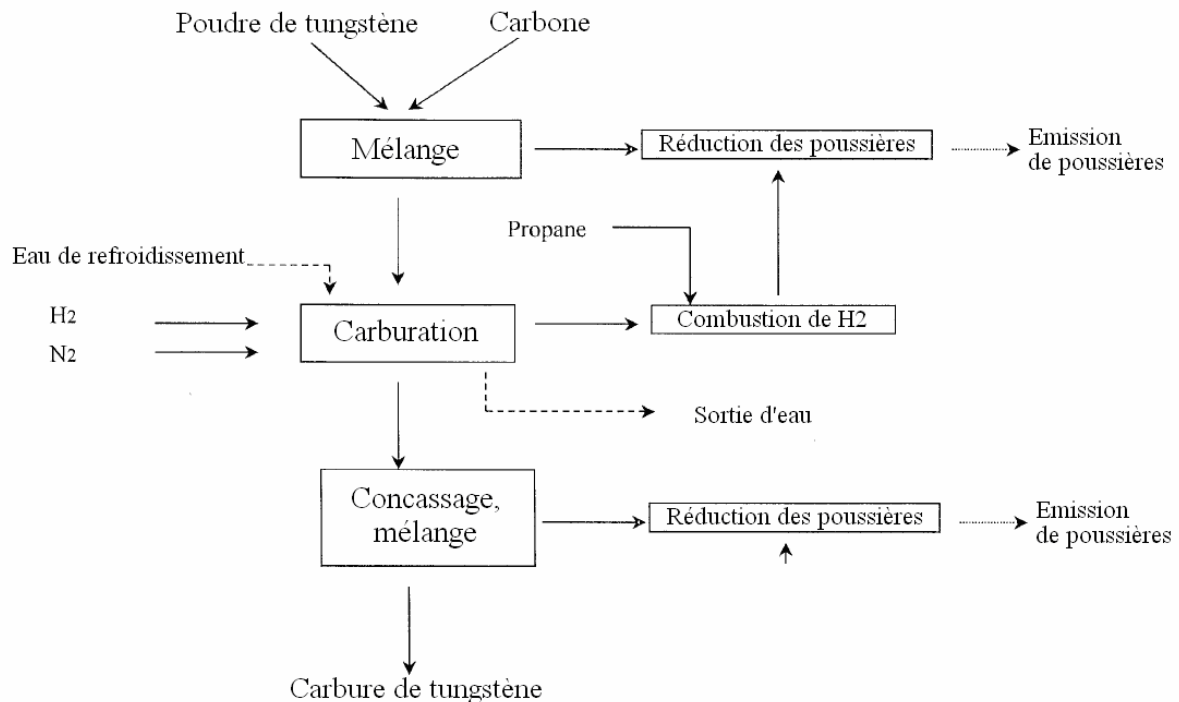 Poudre de tungstène
Carbone
Mélange
Réduction des poussières
Emission
de poussières
Propane
Eau de refroidissement
H2
N2
Carburation
Combustion de H2
Sortie d'eau
Concassage,
mélange
Réduction des poussières
Emission
de poussières
Carbure de tungstène